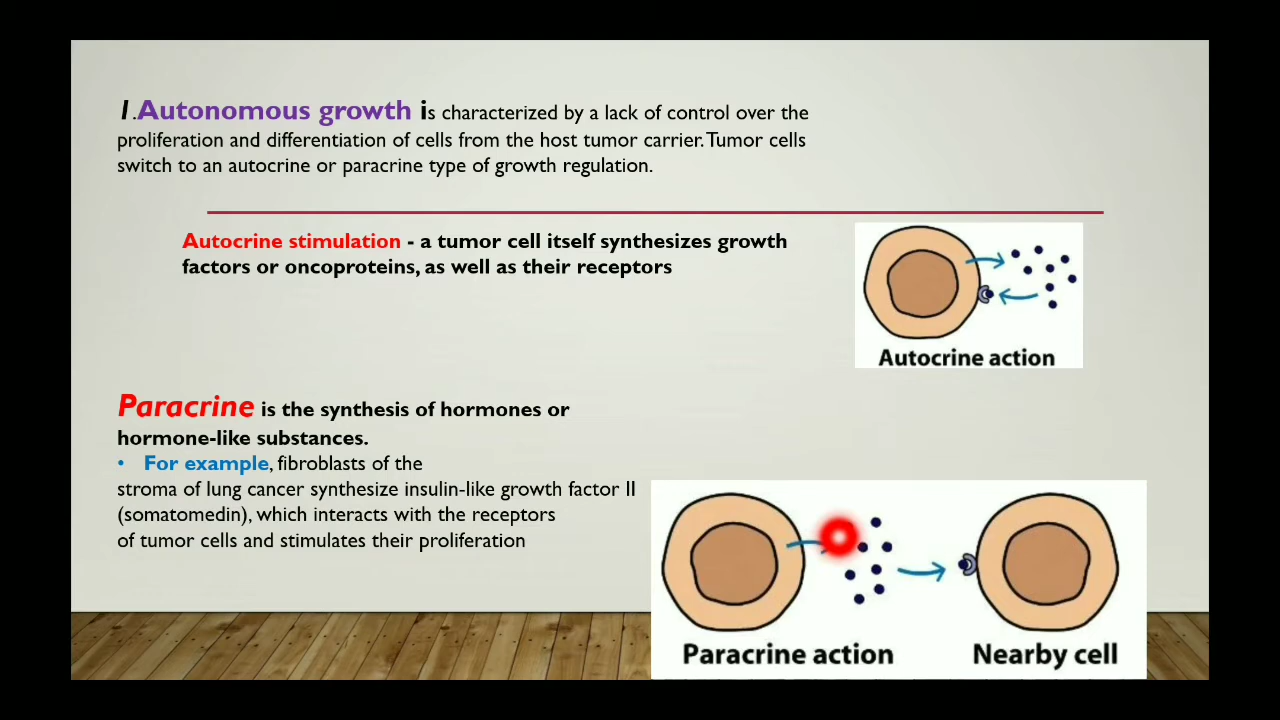 1.Autonomous growth is characterized by a lack of control over the
proliferation and differentiation of cells from the host tumor carrier. Tumor cells
switch to an autocrine or paracrine type of growth regulation.
Autocrine stimulation - a tumor cell itself synthesizes growth
factors or oncoproteins, as well as their receptors
Autocrine action
Paracrine is the synthesis of hormones or
hormone-like substances.
• For example, fibroblasts of the
stroma of lung cancer synthesize insulin-like growth factor II
(somatomedin), which interacts with the receptors
of tumor cells and stimulates their proliferation
Paracrine action
Nearby cell